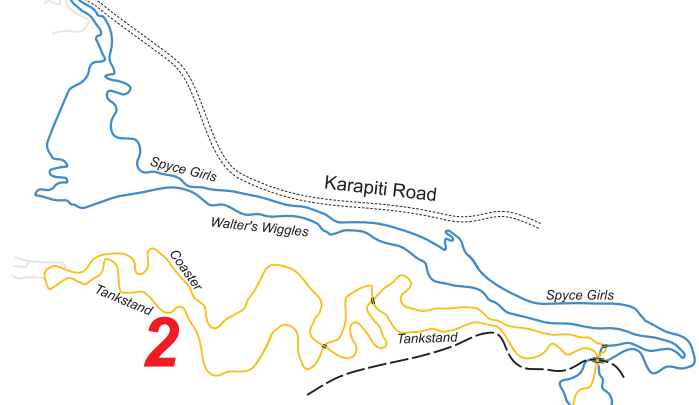 Spyce Girls
Karapiti Road
Walter's Wiggles
Coaster
Tankstand
2
Spyce Girls
Tankstand